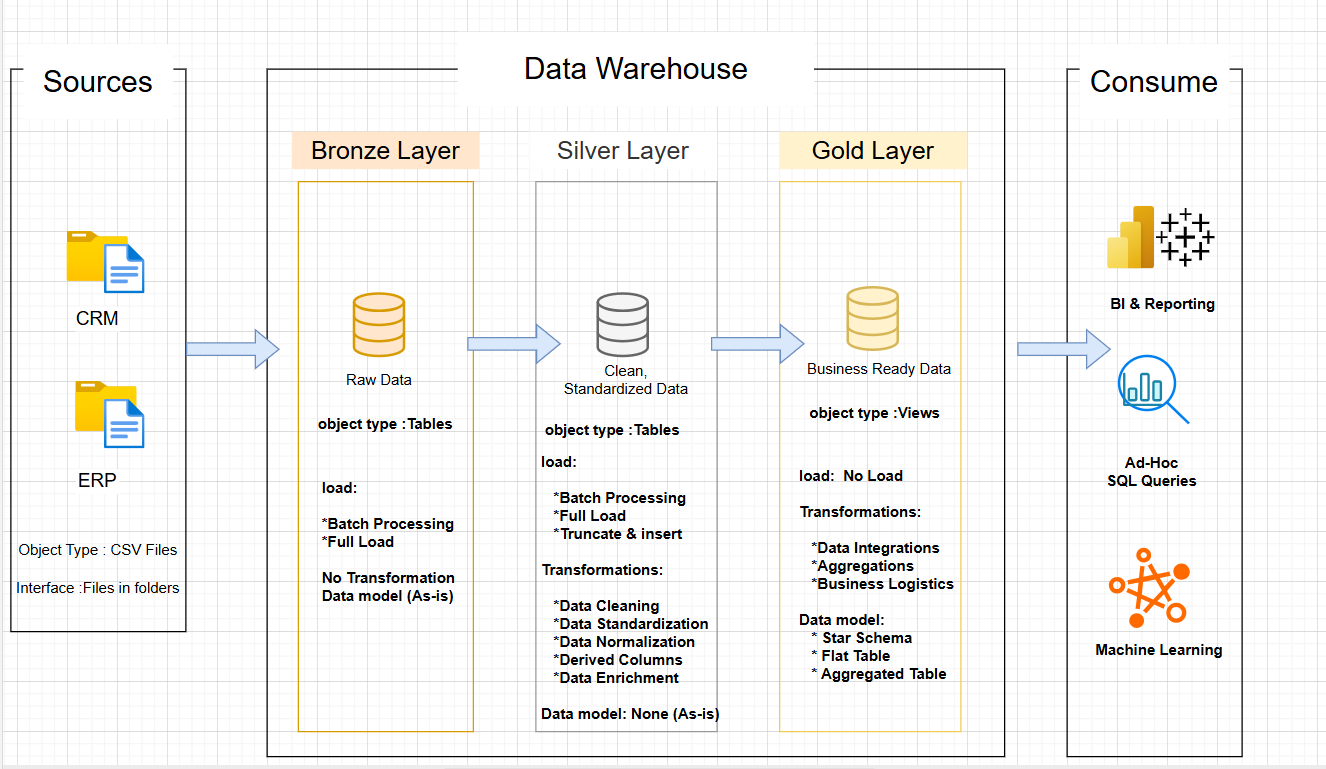 Sources
CRM
ERP
Object Type : CSV Files
Interface :Files in folders
Data Warehouse
Bronze Layer
Raw Data
object type :Tables
load:
*Batch Processing
*Full Load
No Transformation
Data model (As-is)
Silver Layer
Clean,
Standardized Data
object type :Tables
load:
*Batch Processing
*Full Load
*Truncate & insert
Transformations:
*Data Cleaning
*Data Standardization
*Data Normalization
*Derived Columns
*Data Enrichment
Data model: None (As-is)
Gold Layer
Business Ready Data
object type :Views
load:  No Load
Transformations:
*Data Integrations
*Aggregations
*Business Logistics
Data model:
* Star Schema
* Flat Table
* Aggregated Table
Consume
BI & Reporting
Ad-Hoc
SQL Queries
Machine Learning